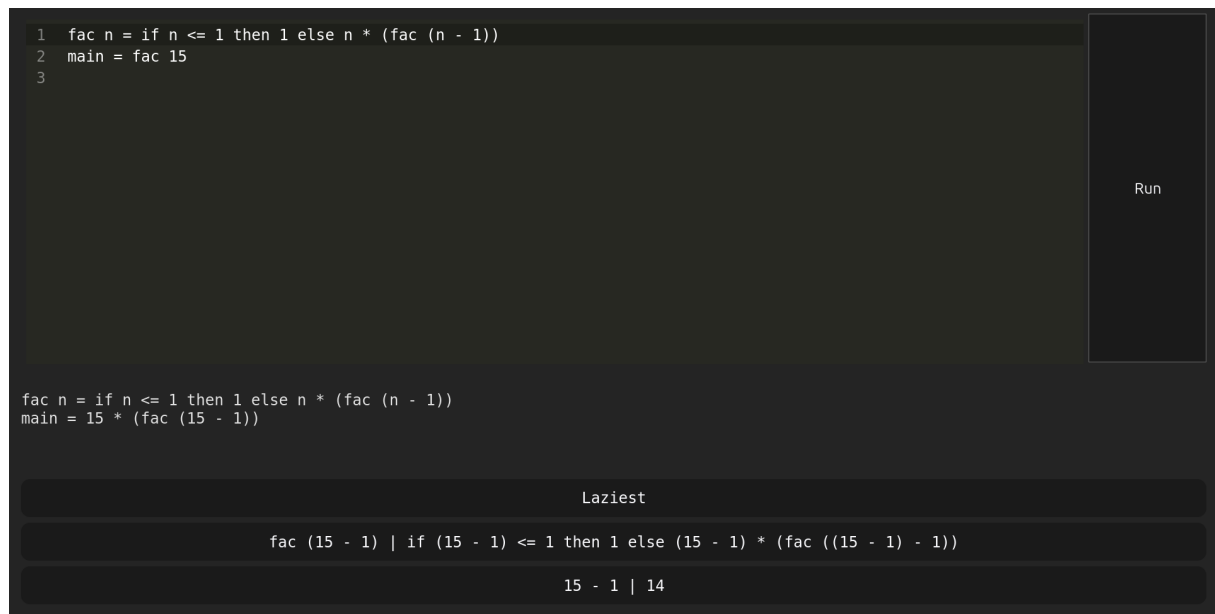 1 fac n = if n <= 1 then 1 else n * (fac (n - 1))
2 main = fac 15
3
Run
fac n = if n <= 1 then 1 else n * (fac (n - 1))
main = 15 * (fac (15 - 1))
Laziest
fac (15 - 1) | if (15 - 1) <= 1 then 1 else (15 - 1) * (fac ((15 - 1) - 1))
15 - 1 | 14